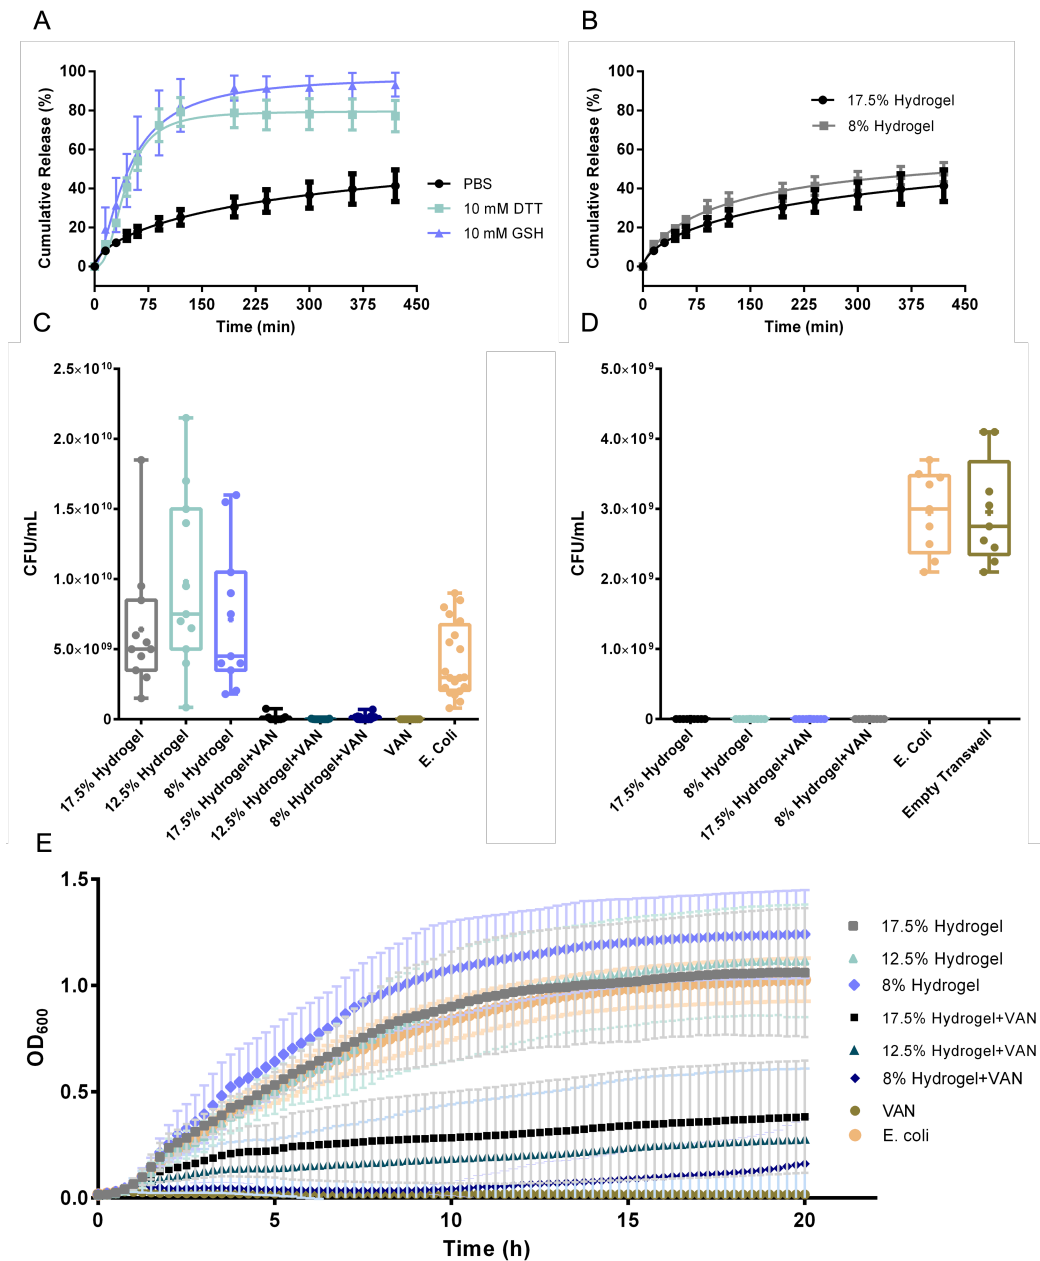 A
100
80
60
40
20
0
Cumulative Release (%)
0 75 150 225 300 375 450
Time (min)
PBS
10 mM DTT
10 mM GSH
B
100
80
60
40
20
0
Cumulative Release (%)
0 75 150 225 300 375 450
Time (min)
17.5% Hydrogel
8% Hydrogel
C
2.5×10¹⁰
2.0×10¹⁰
1.5×10¹⁰
1.0×10¹⁰
5.0×10⁰⁹
0
CFU/mL
17.5% Hydrogel
12.5% Hydrogel
8% Hydrogel
17.5% Hydrogel+VAN
12.5% Hydrogel+VAN
8% Hydrogel+VAN
VAN
E. Coli
D
5.0×10⁹
4.0×10⁹
3.0×10⁹
2.0×10⁹
1.0×10⁹
0
CFU/mL
17.5% Hydrogel
8% Hydrogel
17.5% Hydrogel+VAN
8% Hydrogel+VAN
E. Coli
Empty Transwell
E
1.5
1.0
0.5
0.0
OD₆₀₀
0 5 10 15 20
Time (h)
17.5% Hydrogel
12.5% Hydrogel
8% Hydrogel
17.5% Hydrogel+VAN
12.5% Hydrogel+VAN
8% Hydrogel+VAN
VAN
E. coli